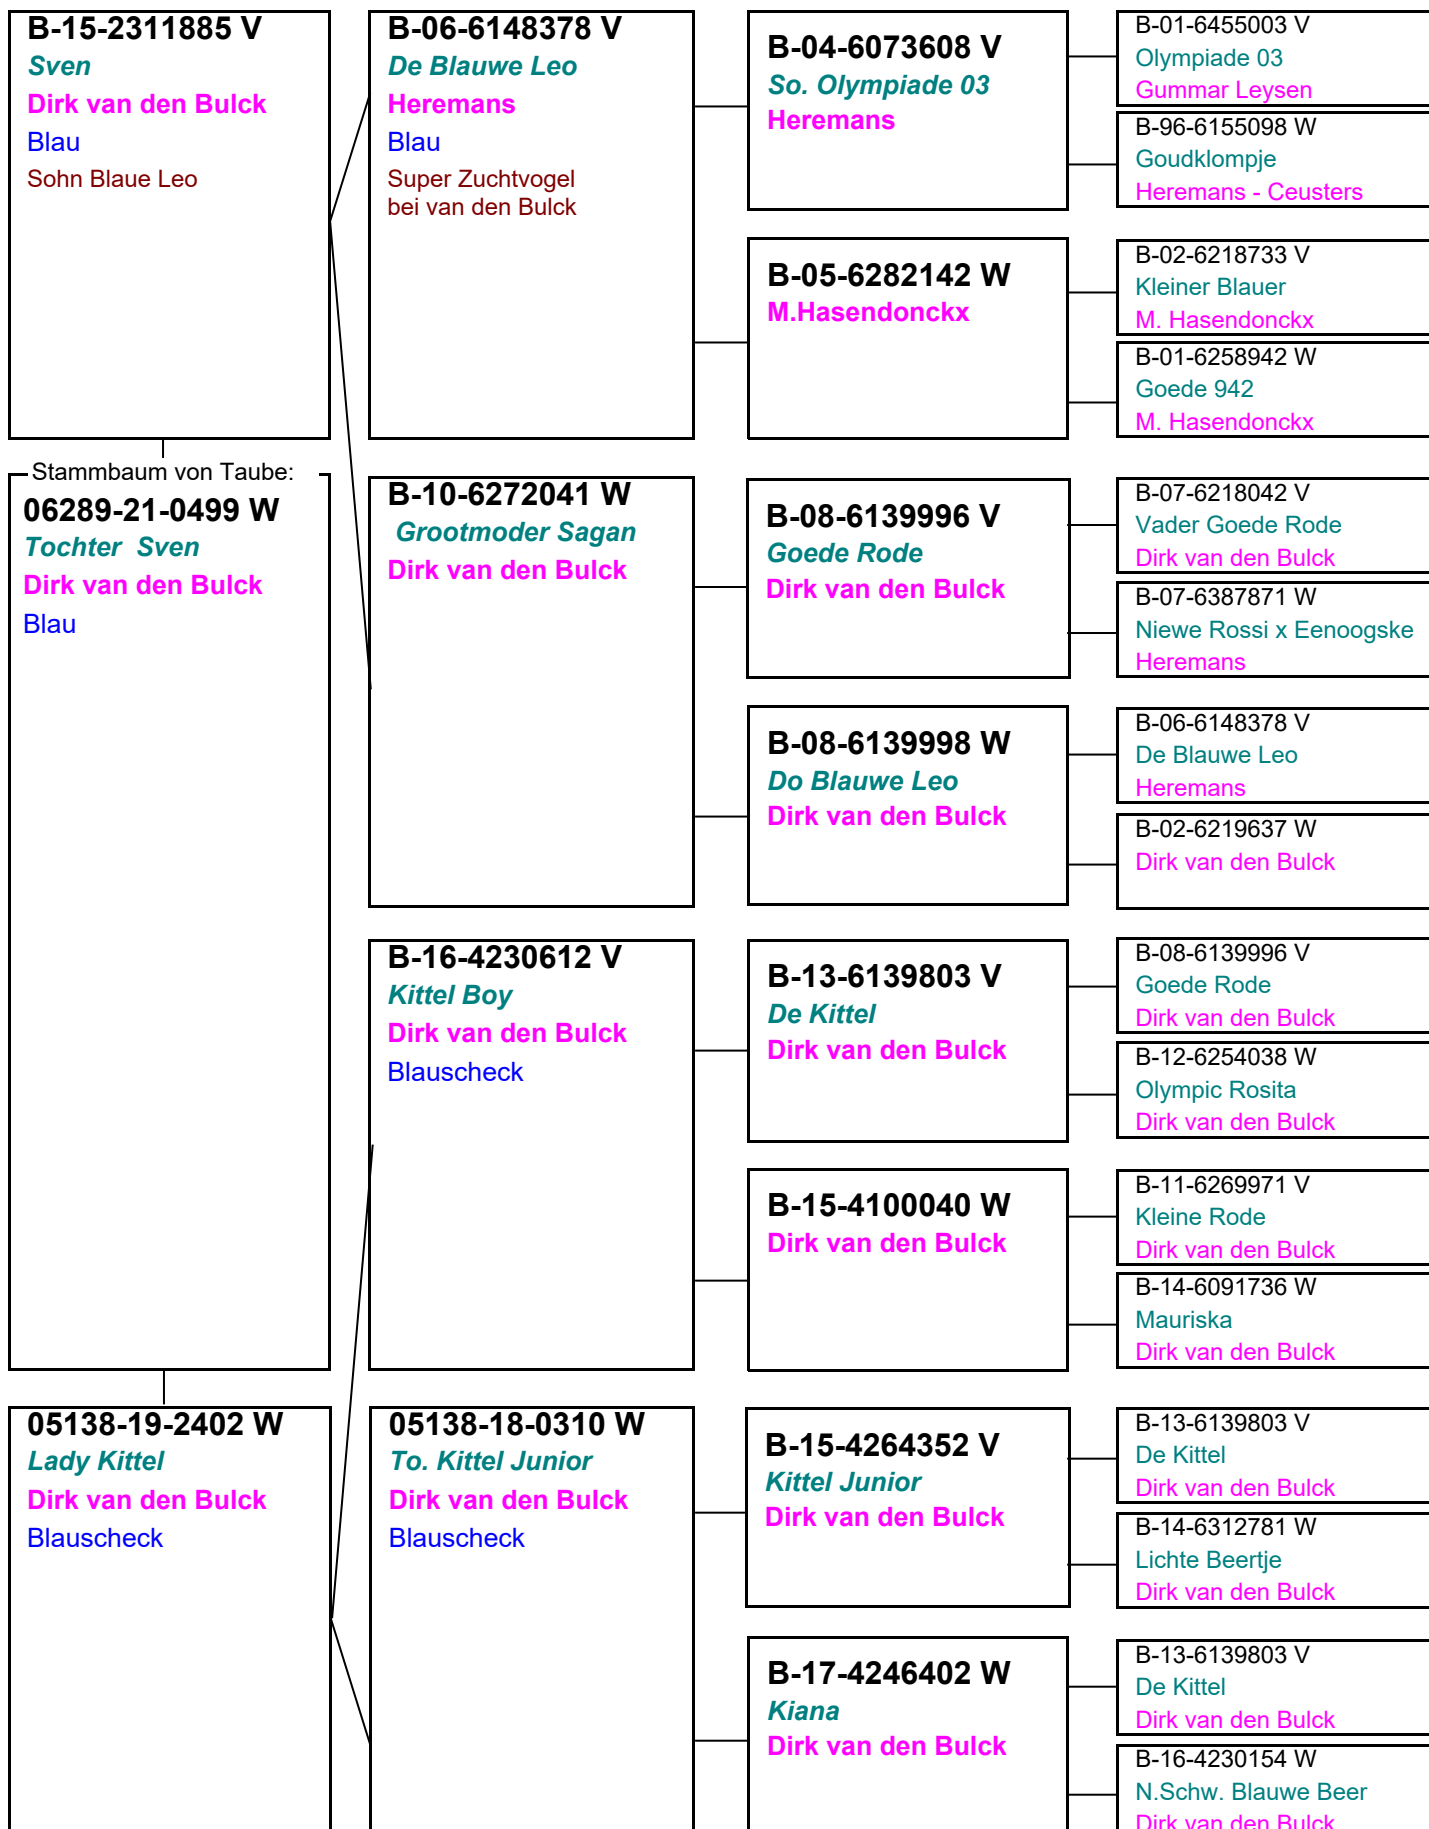 B-15-2311885 V
Sven
Dirk van den Bulck
Blau
Sohn Blaue Leo
Stammbaum von Taube:
06289-21-0499 W
Tochter Sven
Dirk van den Bulck
Blau
05138-19-2402 W
Lady Kittel
Dirk van den Bulck
Blauscheck
B-06-6148378 V
De Blauwe Leo
Heremans
Blau
Super Zuchtvogel
bei van den Bulck
B-10-6272041 W
Grootmoder Sagan
Dirk van den Bulck
B-16-4230612 V
Kittel Boy
Dirk van den Bulck
Blauscheck
05138-18-0310 W
To. Kittel Junior
Dirk van den Bulck
Blauscheck
B-04-6073608 V
So. Olympiade 03
Heremans
B-05-6282142 W
M.Hasendonckx
B-08-6139996 V
Goede Rode
Dirk van den Bulck
B-08-6139998 W
Do Blauwe Leo
Dirk van den Bulck
B-13-6139803 V
De Kittel
Dirk van den Bulck
B-15-4100040 W
Dirk van den Bulck
B-15-4264352 V
Kittel Junior
Dirk van den Bulck
B-17-4246402 W
Kiana
Dirk van den Bulck
B-01-6455003 V
Olympiade 03
Gummar Leysen
B-96-6155098 W
Goudklompje
Heremans - Ceusters
B-02-6218733 V
Kleiner Blauer
M. Hasendonckx
B-01-6258942 W
Goede 942
M. Hasendonckx
B-07-6218042 V
Vader Goede Rode
Dirk van den Bulck
B-07-6387871 W
Niewe Rossi x Eenoogske
Heremans
B-06-6148378 V
De Blauwe Leo
Heremans
B-02-6219637 W
Dirk van den Bulck
B-08-6139996 V
Goede Rode
Dirk van den Bulck
B-12-6254038 W
Olympic Rosita
Dirk van den Bulck
B-11-6269971 V
Kleine Rode
Dirk van den Bulck
B-14-6091736 W
Mauriska
Dirk van den Bulck
B-13-6139803 V
De Kittel
Dirk van den Bulck
B-14-6312781 W
Lichte Beertje
Dirk van den Bulck
B-13-6139803 V
De Kittel
Dirk van den Bulck
B-16-4230154 W
N.Schw. Blauwe Beer
Dirk van den Bulck